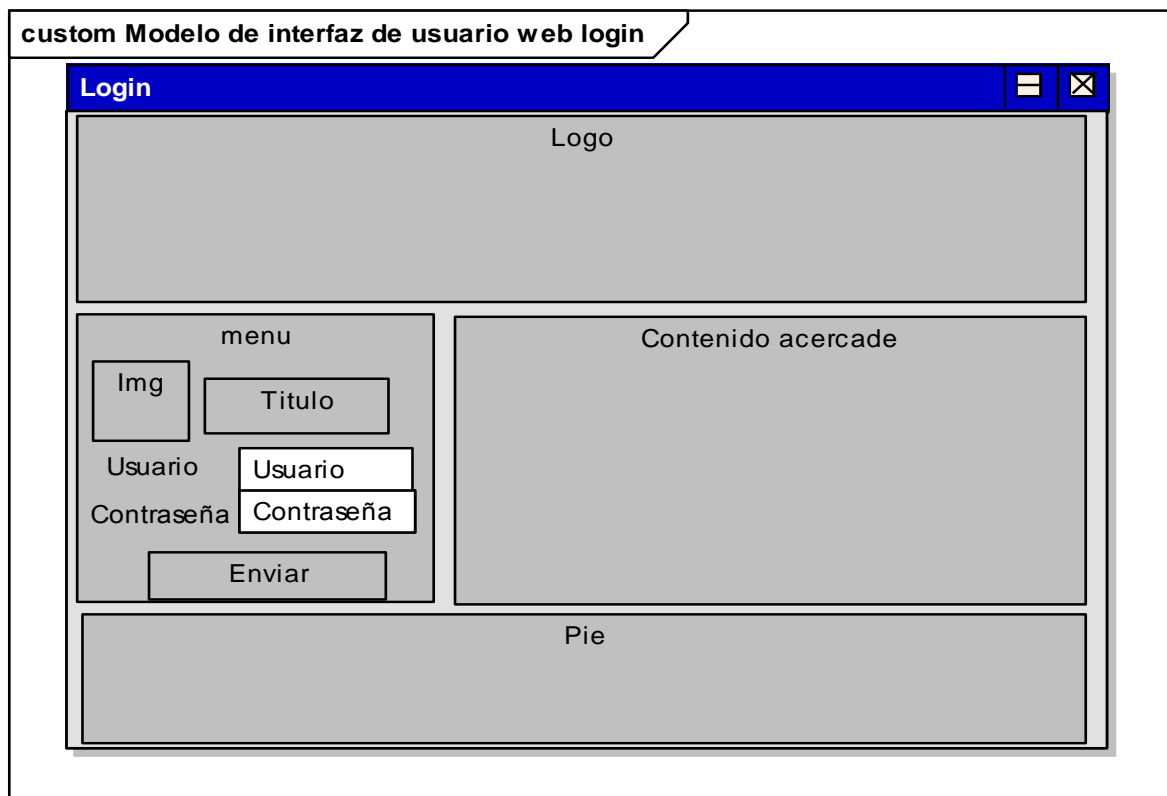 custom Modelo de interfaz de usuario web login
Login
Logo
menu
Contenido acercade
Img
Titulo
Usuario
Usuario
Contraseña
Contraseña
Enviar
Pie